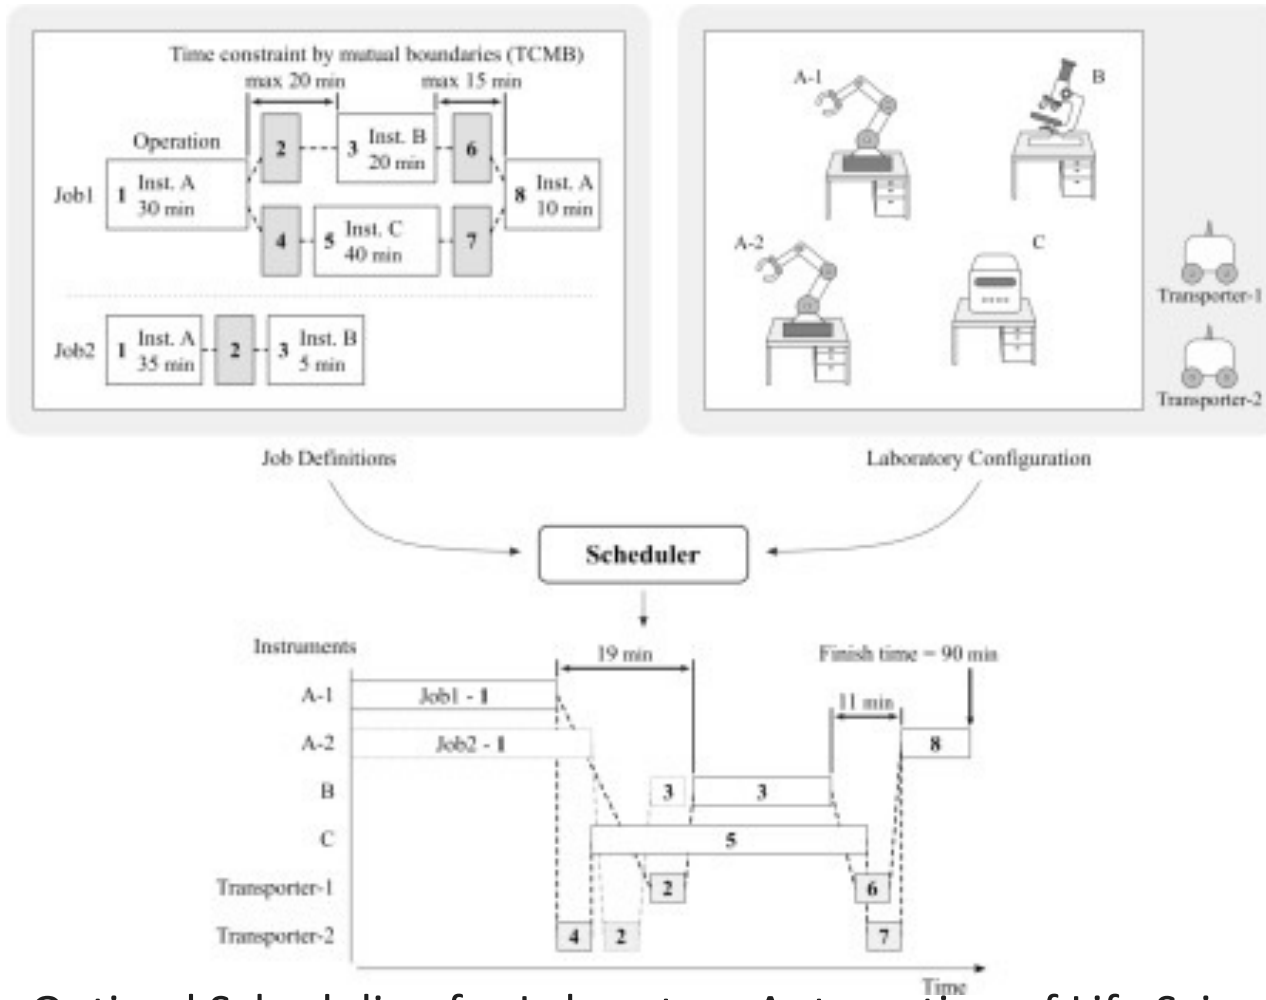 Time constraint by mutual boundaries (TCMB)
max 20 min
max 15 min
Operation
Job1
1 Inst. A
30 min
2
3 Inst. B
20 min
6
8 Inst. A
10 min
4
5 Inst. C
40 min
7
Job2
1 Inst. A
35 min
2
3 Inst. B
5 min
Job Definitions
A-1
B
A-2
C
Transporter-1
Transporter-2
Laboratory Configuration
Scheduler
Instruments
19 min
Finish time = 90 min
11 min
A-1
Job1 - 1
A-2
Job2 - 1
8
B
3
3
C
5
Transporter-1
2
6
Transporter-2
4
2
7
Time